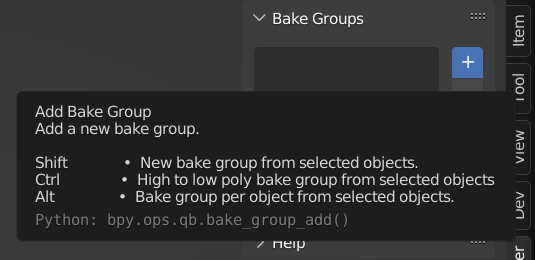 Bake Groups
+
Item
Tool
View
Dev
Add Bake Group
Add a new bake group.
Shift • New bake group from selected objects.
Ctrl • High to low poly bake group from selected objects
Alt • Bake group per object from selected objects.
Python: bpy.ops.qb.bake_group_add()
Help